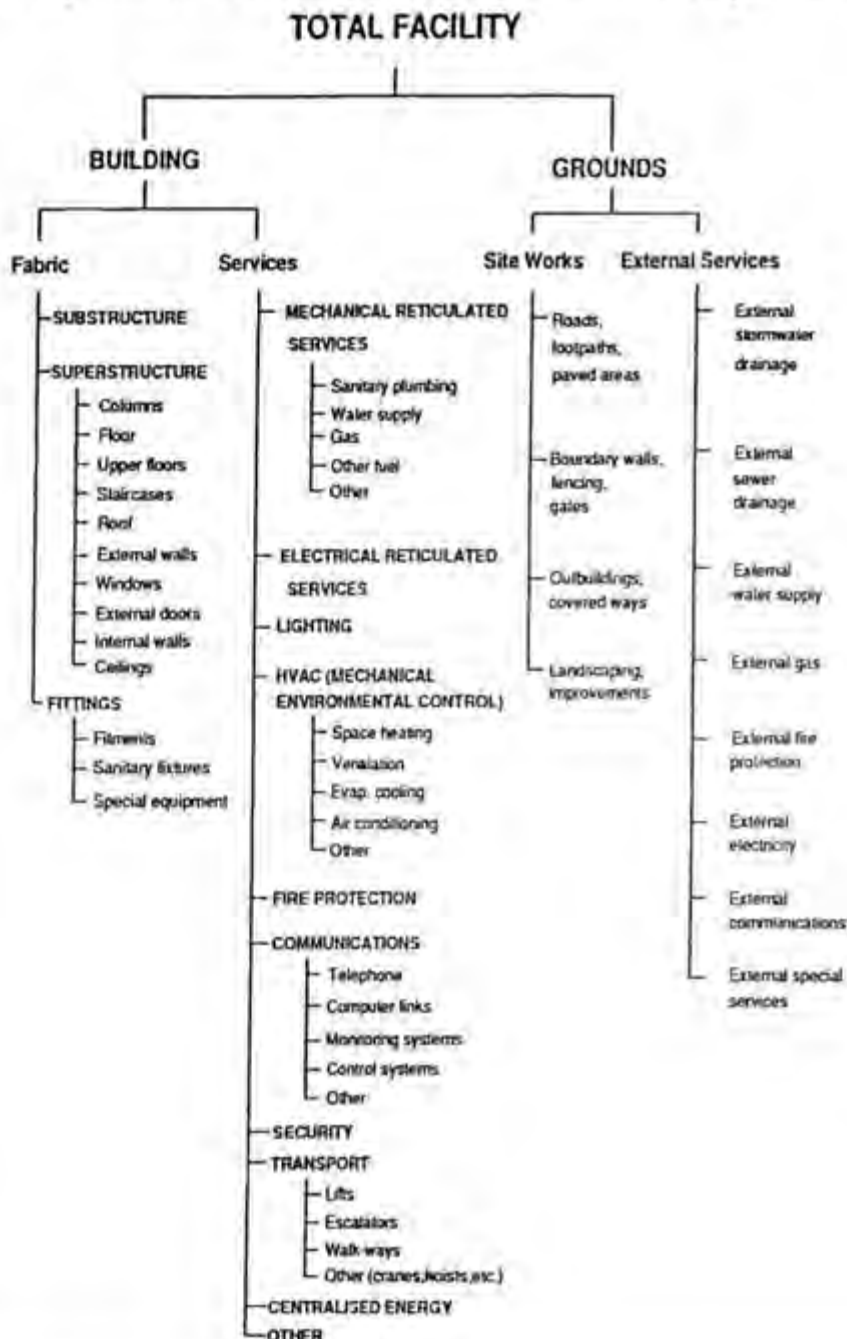 TOTAL FACILITY
BUILDING
GROUNDS
Fabric
Services
Site Works
External Services
SUBSTRUCTURE
SUPERSTRUCTURE
Columns
Floor
Upper floors
Staircases
Roof
External walls
Windows
External doors
Internal walls
Ceilings
FITTINGS
Fitments
Sanitary fixtures
Special equipment
MECHANICAL RETICULATED
SERVICES
Sanitary plumbing
Water supply
Gas
Other fuel
Other
ELECTRICAL RETICULATED
SERVICES
LIGHTING
HVAC (MECHANICAL
ENVIRONMENTAL CONTROL)
Space heating
Ventilation
Evap. cooling
Air conditioning
Other
FIRE PROTECTION
COMMUNICATIONS
Telephone
Computer links
Monitoring systems
Control systems
Other
SECURITY
TRANSPORT
Lifts
Escalators
Walk-ways
Other (cranes,hoists,etc.)
CENTRALISED ENERGY
OTHER
Roads,
footpaths,
paved areas
Boundary walls,
fencing,
gates
Outbuildings,
covered ways
Landscaping,
improvements
External
stormwater
drainage
External
sewer
drainage
External
water supply
External gas
External fire
protection
External
electricity
External
communications
External special
services